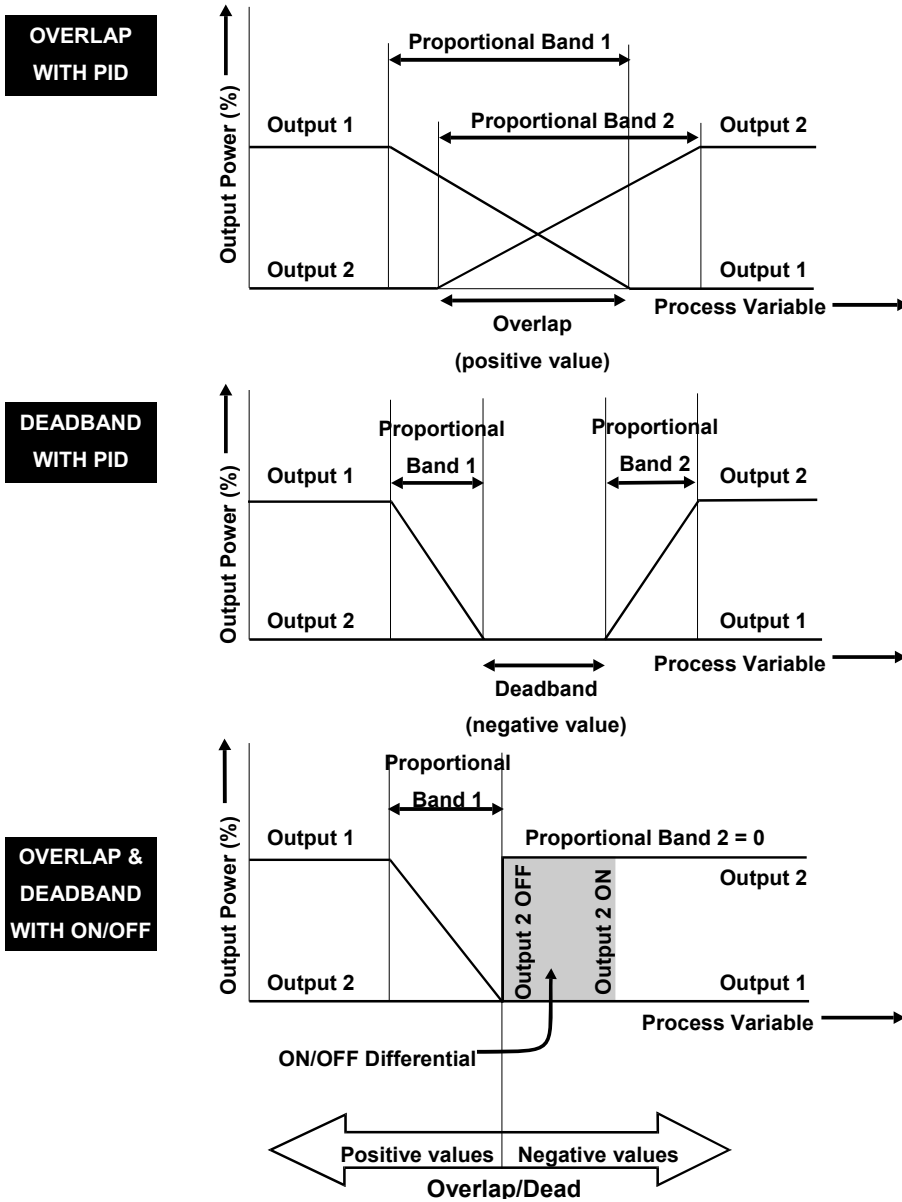 OVERLAP
WITH PID
Output Power (%)
Proportional Band 1
Proportional Band 2
Output 1
Output 2
Output 2
Output 1
Process Variable
Overlap
(positive value)
DEADBAND
WITH PID
Output Power (%)
Proportional
Band 1
Proportional
Band 2
Output 1
Output 2
Output 2
Output 1
Process Variable
Deadband
(negative value)
OVERLAP &
DEADBAND
WITH ON/OFF
Output Power (%)
Proportional
Band 1
Output 1
Proportional Band 2 = 0
Output 2 OFF
Output 2 ON
Output 2
Output 2
Output 1
Process Variable
ON/OFF Differential
Positive values
Negative values
Overlap/Dead